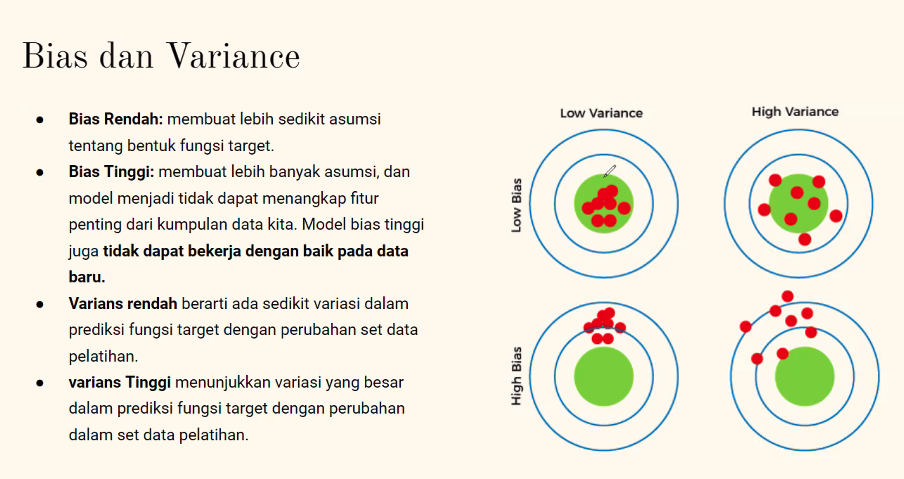 Bias dan Variance
● Bias Rendah: membuat lebih sedikit asumsi
tentang bentuk fungsi target.
● Bias Tinggi: membuat lebih banyak asumsi, dan
model menjadi tidak dapat menangkap fitur
penting dari kumpulan data kita. Model bias tinggi
juga tidak dapat bekerja dengan baik pada data
baru.
● Varians rendah berarti ada sedikit variasi dalam
prediksi fungsi target dengan perubahan set data
pelatihan.
● varians Tinggi menunjukkan variasi yang besar
dalam prediksi fungsi target dengan perubahan
dalam set data pelatihan.
Low Variance
High Variance
Low Bias
High Bias